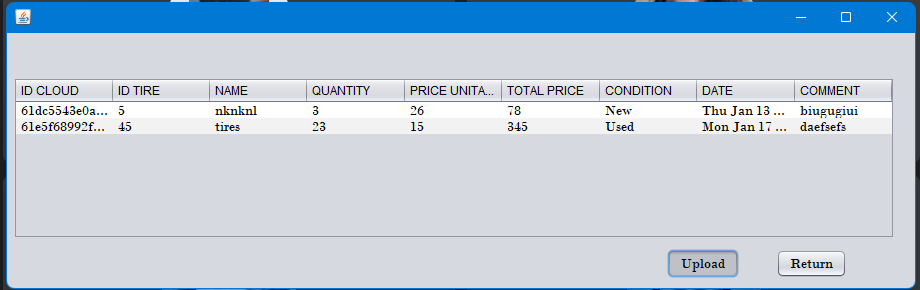 ID CLOUD ID TIRE NAME QUANTITY PRICE UNITA... TOTAL PRICE CONDITION DATE COMMENT
61dc5543e0a... 5 nknknl 3 26 78 New Thu Jan 13 ... biugugiui
61e5f68992f... 45 tires 23 15 345 Used Mon Jan 17 ... daefsefs
Upload Return